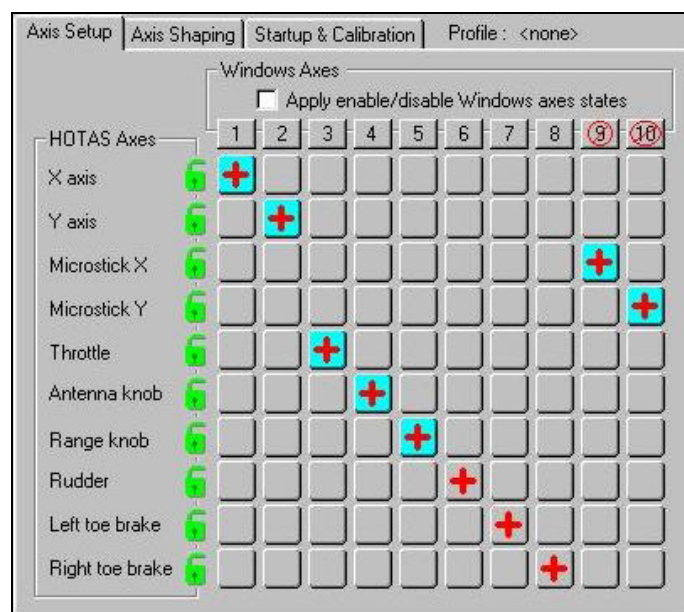 Axis Setup Axis Shaping Startup & Calibration Profile : <none>
Windows Axes
Apply enable/disable Windows axes states
HOTAS Axes 1 2 3 4 5 6 7 8 9 10
X axis
Y axis
Microstick X
Microstick Y
Throttle
Antenna knob
Range knob
Rudder
Left toe brake
Right toe brake